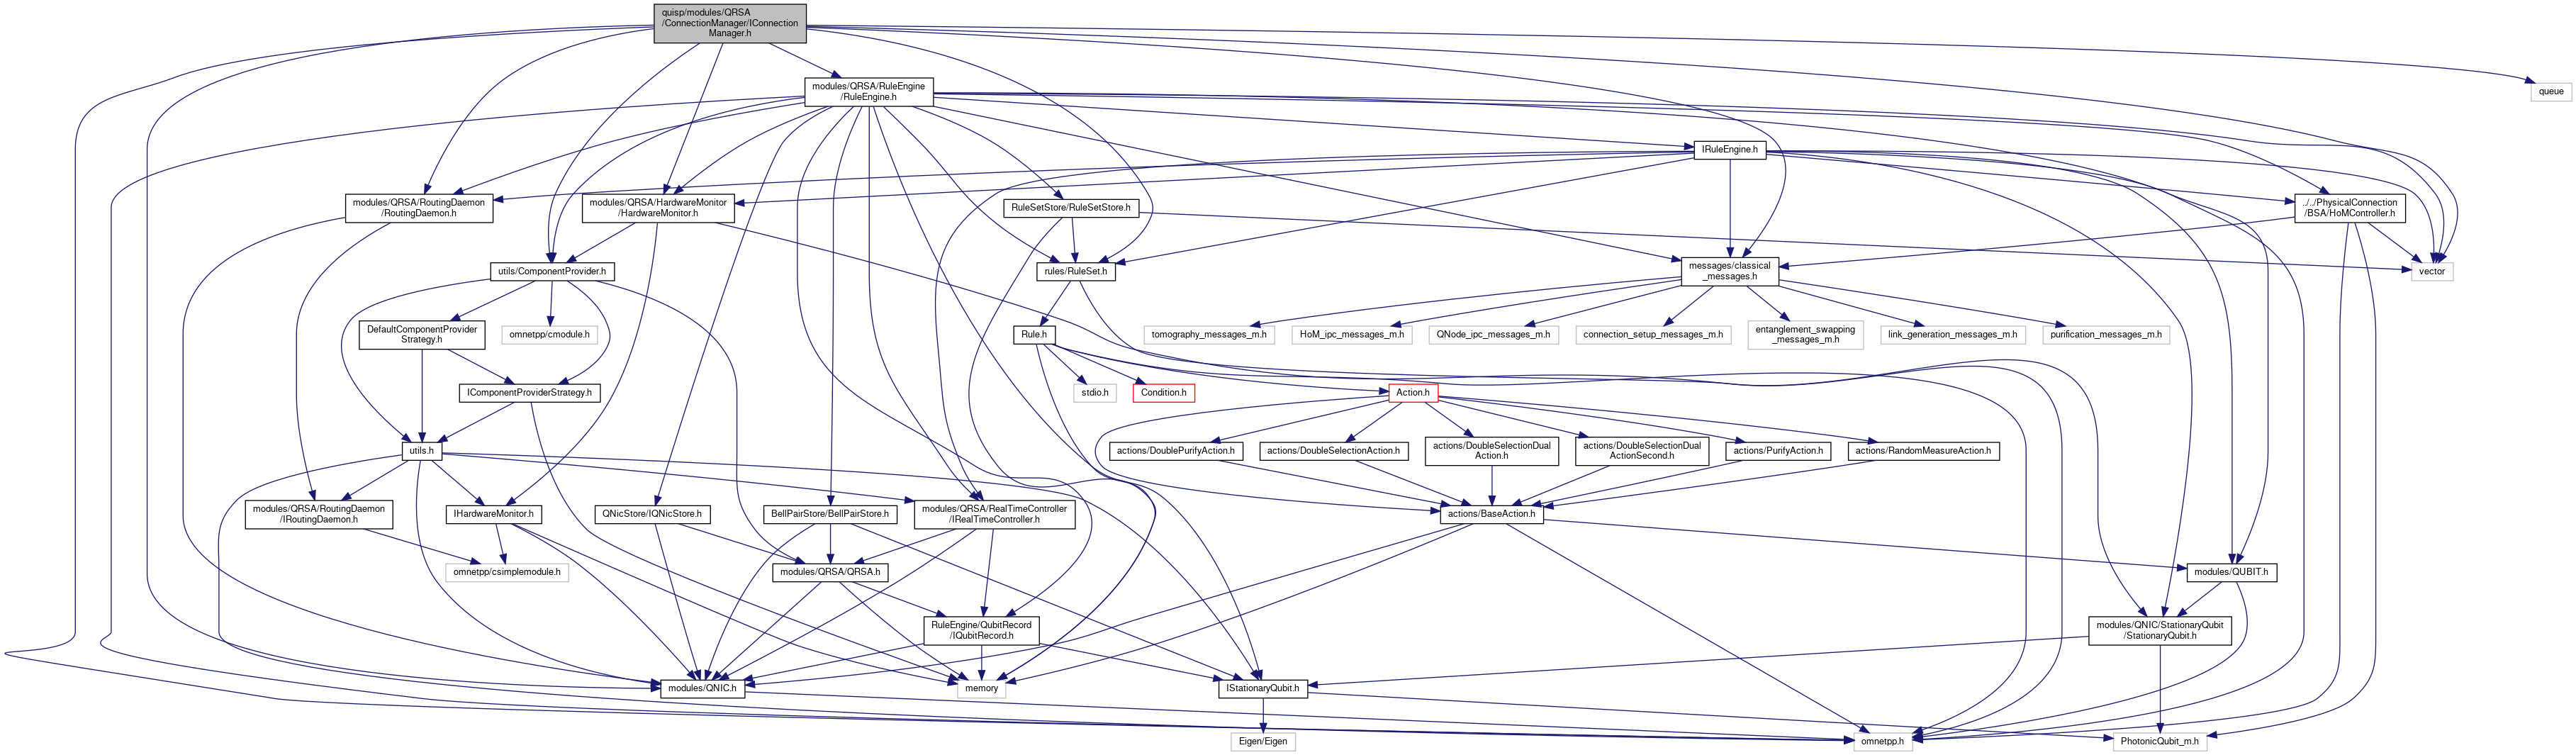 quisp/modules/QRSA
/ConnectionManager/IConnection
Manager.h
modules/QRSA/RuleEngine
/RuleEngine.h
queue
IRuleEngine.h
modules/QRSA/RoutingDaemon
/RoutingDaemon.h
modules/QRSA/HardwareMonitor
/HardwareMonitor.h
RuleSetStore/RuleSetStore.h
../../PhysicalConnection
/BSA/HoMController.h
utils/ComponentProvider.h
rules/RuleSet.h
messages/classical
_messages.h
vector
DefaultComponentProvider
Strategy.h
omnetpp/cmodule.h
Rule.h
tomography_messages_m.h
HoM_ipc_messages_m.h
QNode_ipc_messages_m.h
connection_setup_messages_m.h
entanglement_swapping
_messages_m.h
link_generation_messages_m.h
purification_messages_m.h
IComponentProviderStrategy.h
stdio.h
Condition.h
Action.h
utils.h
actions/DoublePurifyAction.h
actions/DoubleSelectionAction.h
actions/DoubleSelectionDual
Action.h
actions/DoubleSelectionDual
ActionSecond.h
actions/PurifyAction.h
actions/RandomMeasureAction.h
modules/QRSA/RoutingDaemon
/IRoutingDaemon.h
IHardwareMonitor.h
QNicStore/IQNicStore.h
BellPairStore/BellPairStore.h
modules/QRSA/RealTimeController
/IRealTimeController.h
actions/BaseAction.h
omnetpp/csimplemodule.h
modules/QRSA/QRSA.h
modules/QUBIT.h
RuleEngine/QubitRecord
/IQubitRecord.h
modules/QNIC/StationaryQubit
/StationaryQubit.h
modules/QNIC.h
memory
IStationaryQubit.h
Eigen/Eigen
omnetpp.h
PhotonicQubit_m.h